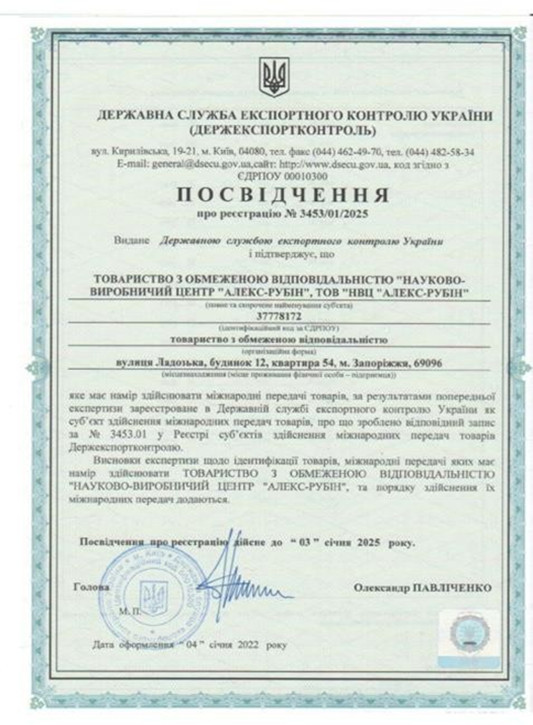 ДЕРЖАВНА СЛУЖБА ЕКСПОРТНОГО КОНТРОЛЮ УКРАЇНИ
(ДЕРЖЕКСПОРТКОНТРОЛЬ)
вул. Кирилівська, 19-21, м. Київ, 04080, тел. факс (044) 462-49-70, тел. (044) 482-58-34
E-mail: general@dsecu.gov.ua,сайт: http://www.dsecu.gov.ua, код згідно з
ЄДРПОУ 00010300
ПОСВІДЧЕННЯ
про реєстрацію № 3453/01/2025
Видане Державною службою експортного контролю України
і підтверджує, що
ТОВАРИСТВО З ОБМЕЖЕНОЮ ВІДПОВІДАЛЬНІСТЮ "НАУКОВО-
ВИРОБНИЧИЙ ЦЕНТР "АЛЕКС-РУБІН", ТОВ "НВЦ "АЛЕКС-РУБІН"
(повне та скорочене найменування суб'єкта)
37778172
(ідентифікаційний код за ЄДРПОУ)
товариство з обмеженою відповідальністю
(організаційна форма)
вулиця Ладозька, будинок 12, квартира 54, м. Запоріжжя, 69096
(місцезнаходження (місце проживання фізичної особи – підприємця))
яке має намір здійснювати міжнародні передачі товарів, за результатами попередньої
експертизи зареєстроване в Державній службі експортного контролю України як
суб'єкт здійснення міжнародних передач товарів, про що зроблено відповідний запис
за № 3453.01 у Реєстрі суб'єктів здійснення міжнародних передач товарів
Держекспортконтролю.
Висновки експертизи щодо ідентифікації товарів, міжнародні передачі яких має
намір здійснювати ТОВАРИСТВО З ОБМЕЖЕНОЮ ВІДПОВІДАЛЬНІСТЮ
"НАУКОВО-ВИРОБНИЧИЙ ЦЕНТР "АЛЕКС-РУБІН", та порядку здійснення їх
міжнародних передач додаються.
Посвідчення про реєстрацію дійсне до "03" січня 2025 року.
Голова
Олександр ПАВЛІЧЕНКО
М.П.
Дата оформлення "04" січня 2022 року